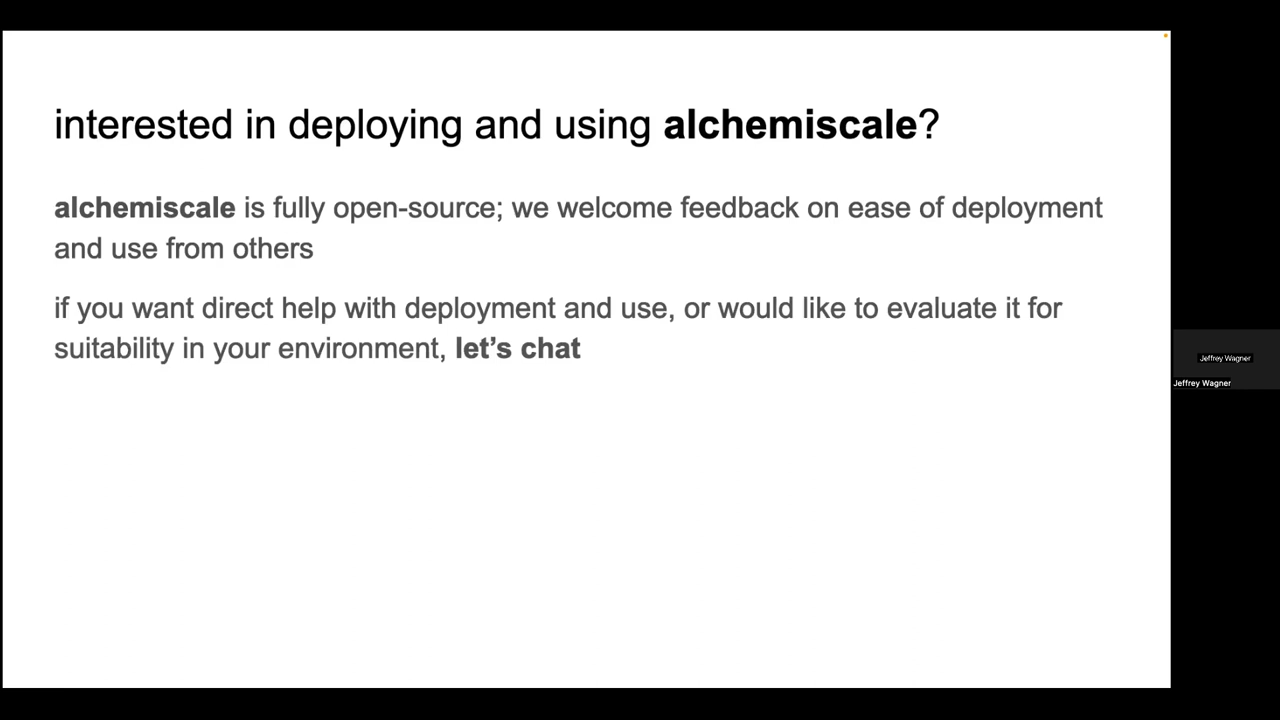 interested in deploying and using alchemiscale?
alchemiscale is fully open-source; we welcome feedback on ease of deployment
and use from others
if you want direct help with deployment and use, or would like to evaluate it for
suitability in your environment, let’s chat
Jeffrey Wagner
Jeffrey Wagner